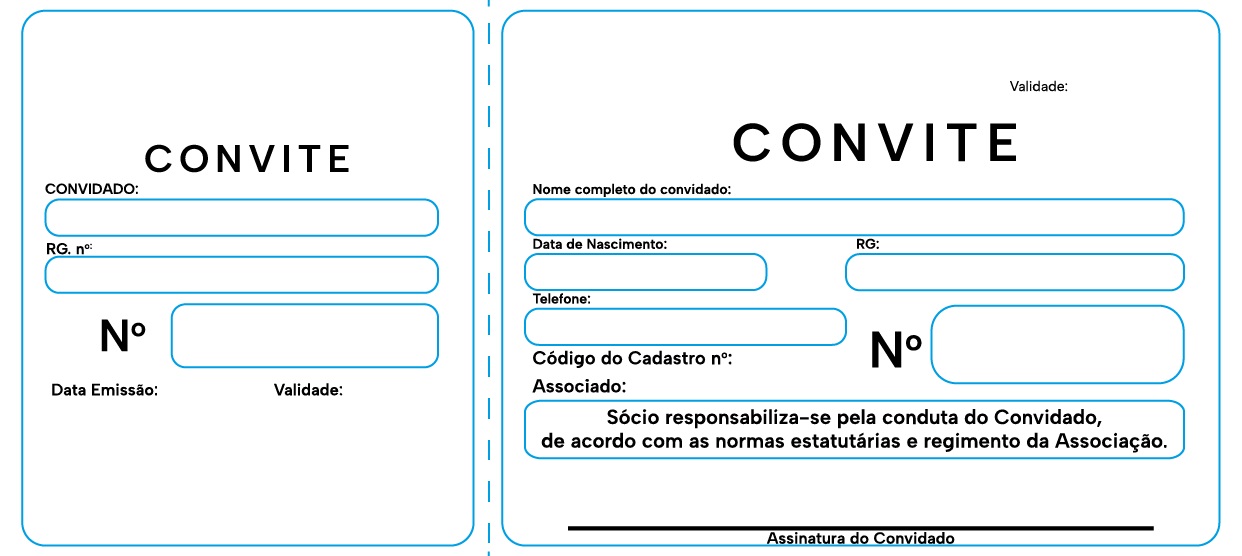 CONVITE
CONVIDADO:
RG. nº:
Nº
Data Emissão:
Validade:
Validade:
CONVITE
Nome completo do convidado:
Data de Nascimento:
RG:
Telefone:
Código do Cadastro nº:
Nº
Associado:
Sócio responsabiliza-se pela conduta do Convidado,
de acordo com as normas estatutárias e regimento da Associação.
Assinatura do Convidado